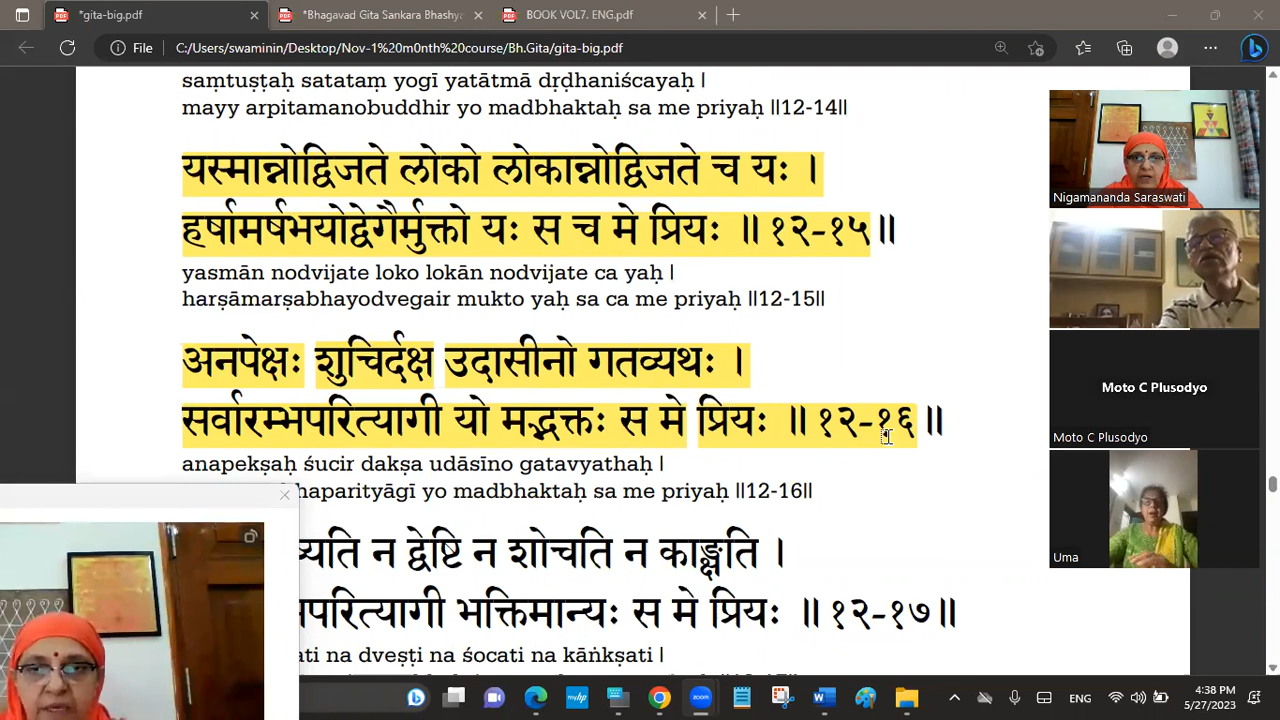 *gita-big.pdf
*Bhagavad Gita Sankara Bhashya
BOOK VOL7. ENG.pdf
File
C:/Users/swaminin/Desktop/Nov-1%20m0nth%20course/Bh.Gita/gita-big.pdf
saṃtuṣṭaḥ satataṃ yogī yatātmā dṛḍhaniścayaḥ |
mayy arpitamanobuddhir yo madbhaktaḥ sa me priyaḥ ||12-14||
यस्मान्नोद्विजते लोको लोकान्नोद्विजते च यः ।
हर्षामर्षभयोद्वेगैर्मुक्तो यः स च मे प्रियः ॥ १२-१५॥
yasmān nodvijate loko lokān nodvijate ca yaḥ |
harṣāmarṣabhayodvegair mukto yaḥ sa ca me priyaḥ ||12-15||
अनपेक्षः शुचिर्दक्ष उदासीनो गतव्यथः ।
सर्वारम्भपरित्यागी यो मद्भक्तः स मे प्रियः ॥ १२-१६॥
anapekṣaḥ śucir dakṣa udāsīno gatavyathaḥ |
haparityāgī yo madbhaktaḥ sa me priyaḥ ||12-16||
ष्यति न द्वेष्टि न शोचति न काङ्क्षति ।
परित्यागी भक्तिमान्यः स मे प्रियः ॥ १२-१७॥
ati na dveṣṭi na śocati na kāṅkṣati |
Nigamananda Saraswati
Moto C Plusodyo
Moto C Plusodyo
Uma
hp
zoom
W
ENG
4:38 PM
5/27/2023